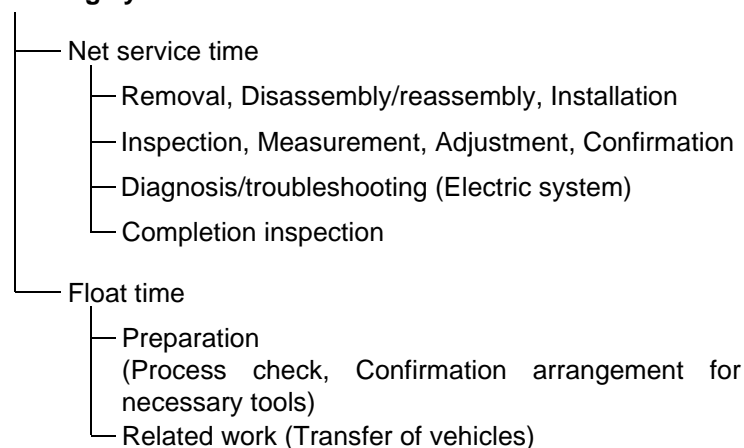 Net service time
Removal, Disassembly/reassembly, Installation
Inspection, Measurement, Adjustment, Confirmation
Diagnosis/troubleshooting (Electric system)
Completion inspection
Float time
Preparation
(Process check, Confirmation arrangement for
necessary tools)
Related work (Transfer of vehicles)